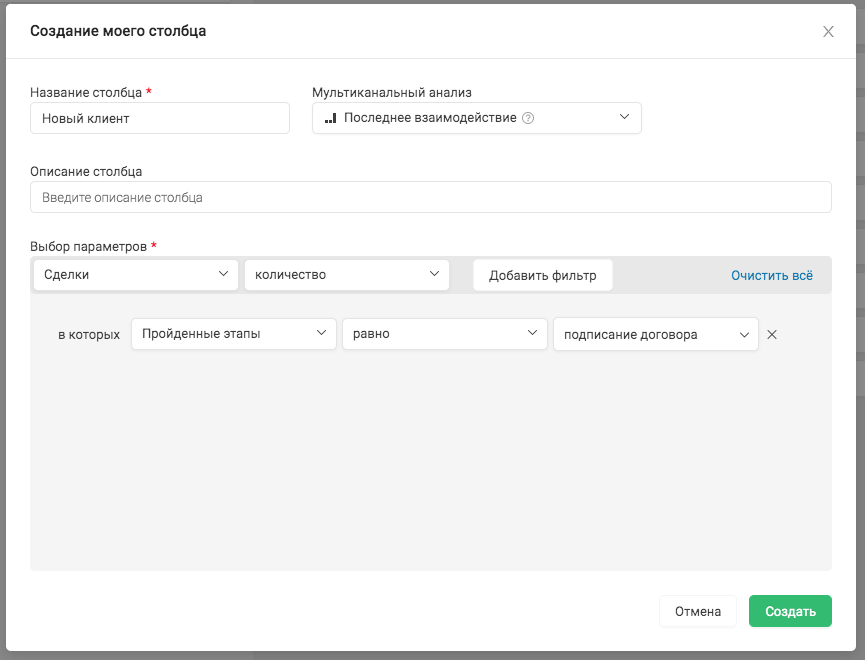 Создание моего столбца
Название столбца *
Мультиканальный анализ
Новый клиент
Последнее взаимодействие ?
Описание столбца
Введите описание столбца
Выбор параметров *
Сделки количество Добавить фильтр Очистить всё
в которых Пройденные этапы равно подписание договора
Отмена Создать